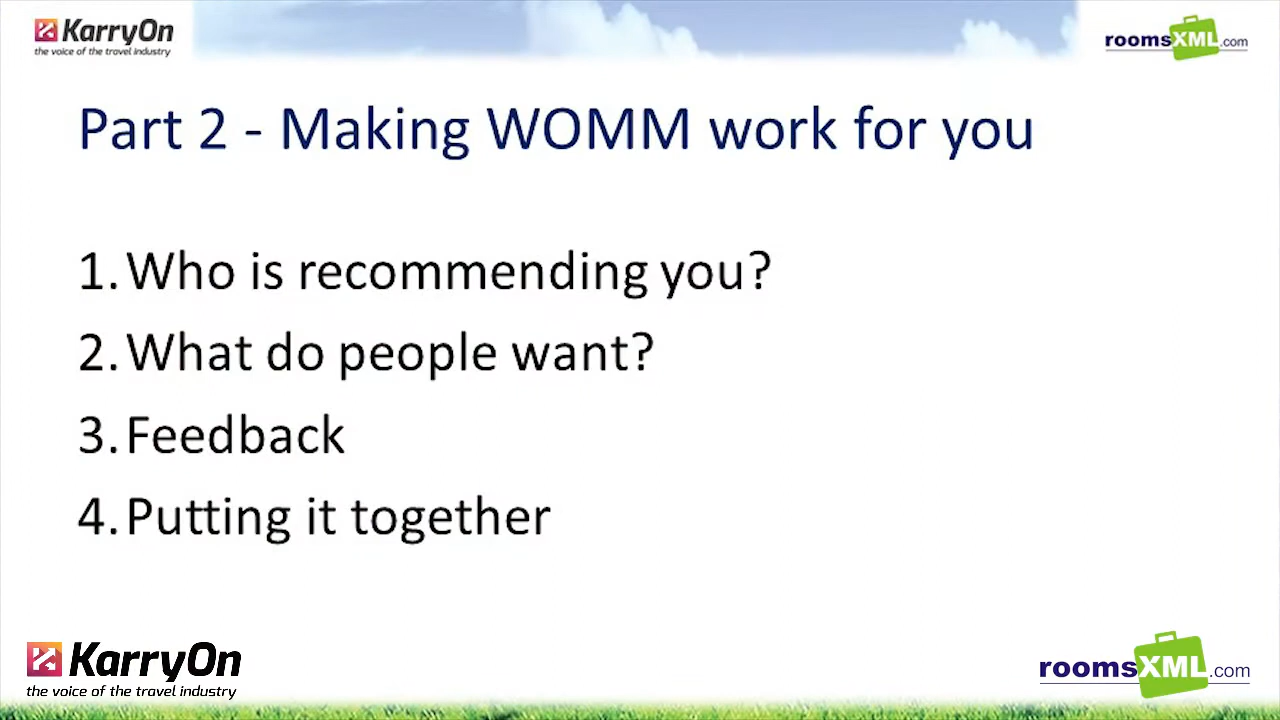 KarryOn
the voice of the travel industry
roomsXML.com
Part 2 - Making WOMM work for you
1. Who is recommending you?
2. What do people want?
3. Feedback
4. Putting it together
KarryOn
the voice of the travel industry
roomsXML.com